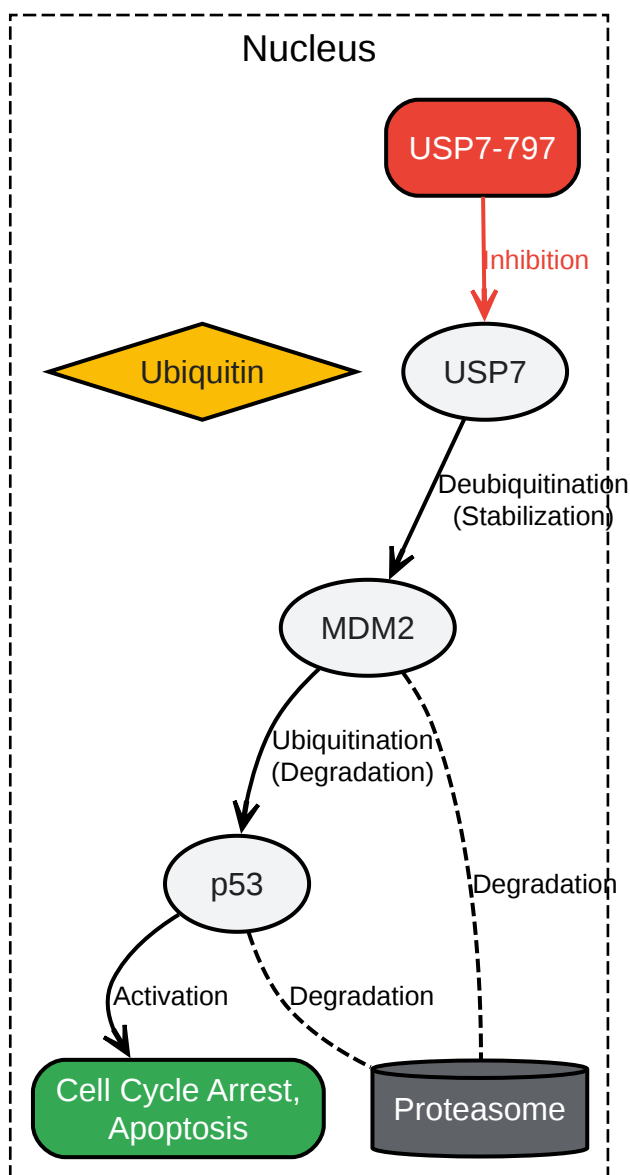 Nucleus
USP7-797
Inhibition
Ubiquitin
USP7
Deubiquitination
(Stabilization)
MDM2
Ubiquitination
(Degradation)
p53
Degradation
Activation
Degradation
Cell Cycle Arrest,
Apoptosis
Proteasome